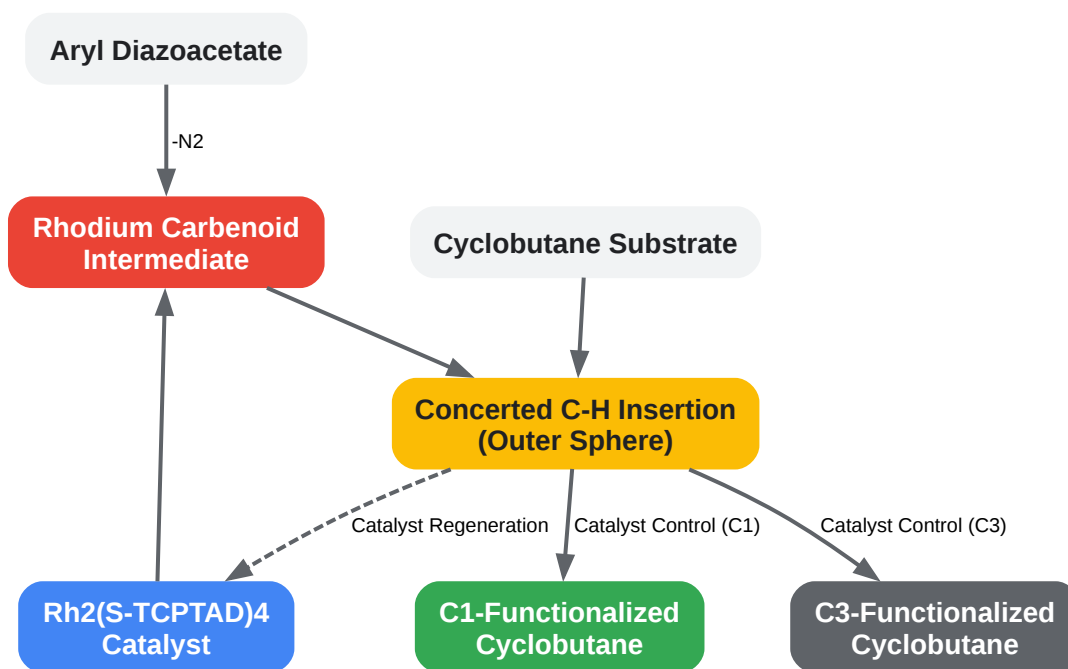 Aryl Diazoacetate
-N2
Rhodium Carbenoid
Intermediate
Cyclobutane Substrate
Concerted C-H Insertion
(Outer Sphere)
Catalyst Regeneration
Catalyst Control (C1)
Catalyst Control (C3)
Rh2(S-TCPTAD)4
Catalyst
C1-Functionalized
Cyclobutane
C3-Functionalized
Cyclobutane